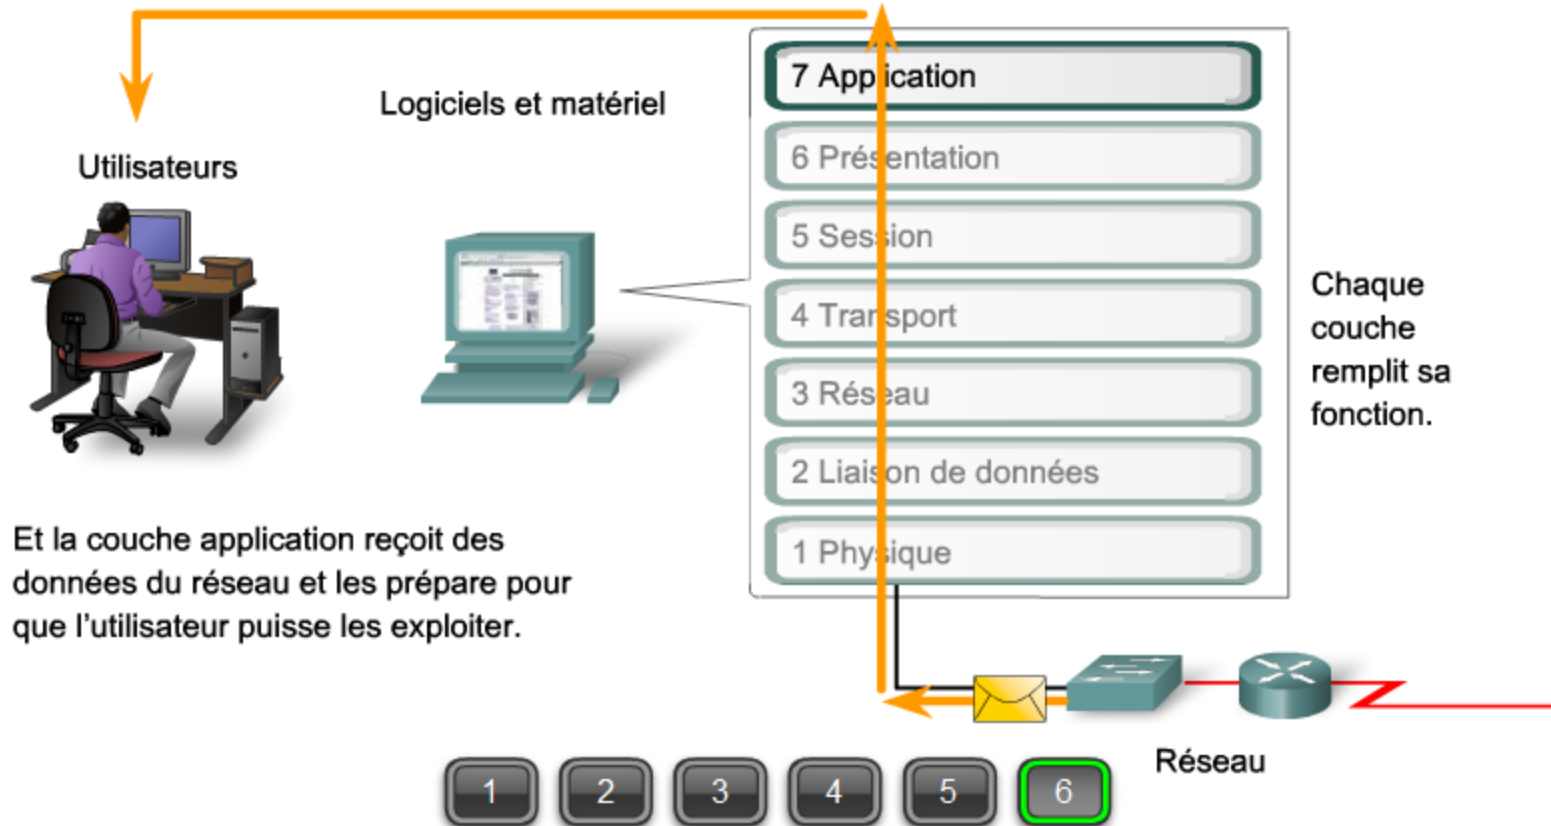 Logiciels et matériel
Utilisateurs
7 Application
6 Présentation
5 Session
4 Transport
3 Réseau
2 Liaison de données
1 Physique
Chaque
couche
remplit sa
fonction.
Et la couche application reçoit des
données du réseau et les prépare pour
que l'utilisateur puisse les exploiter.
Réseau
1 2 3 4 5 6